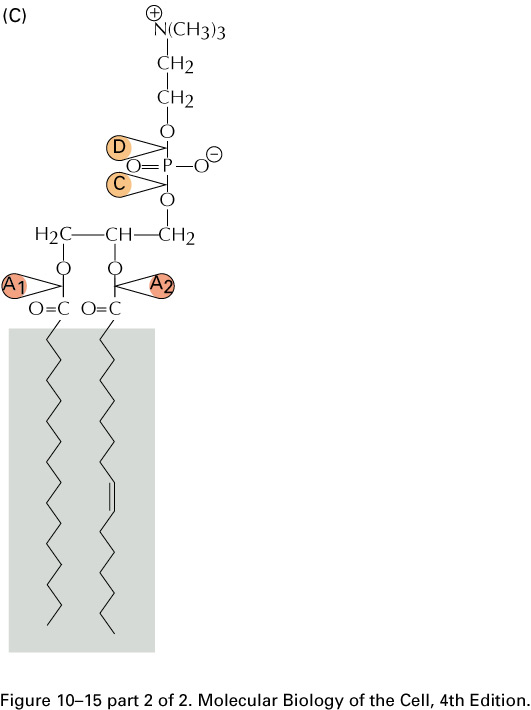 (C)
⊕
N(CH3)3
CH2
CH2
O
D
O=P—O⊖
C
O
H2C—CH—CH2
O O
A1 A2
O=C O=C
Figure 10–15 part 2 of 2. Molecular Biology of the Cell, 4th Edition.